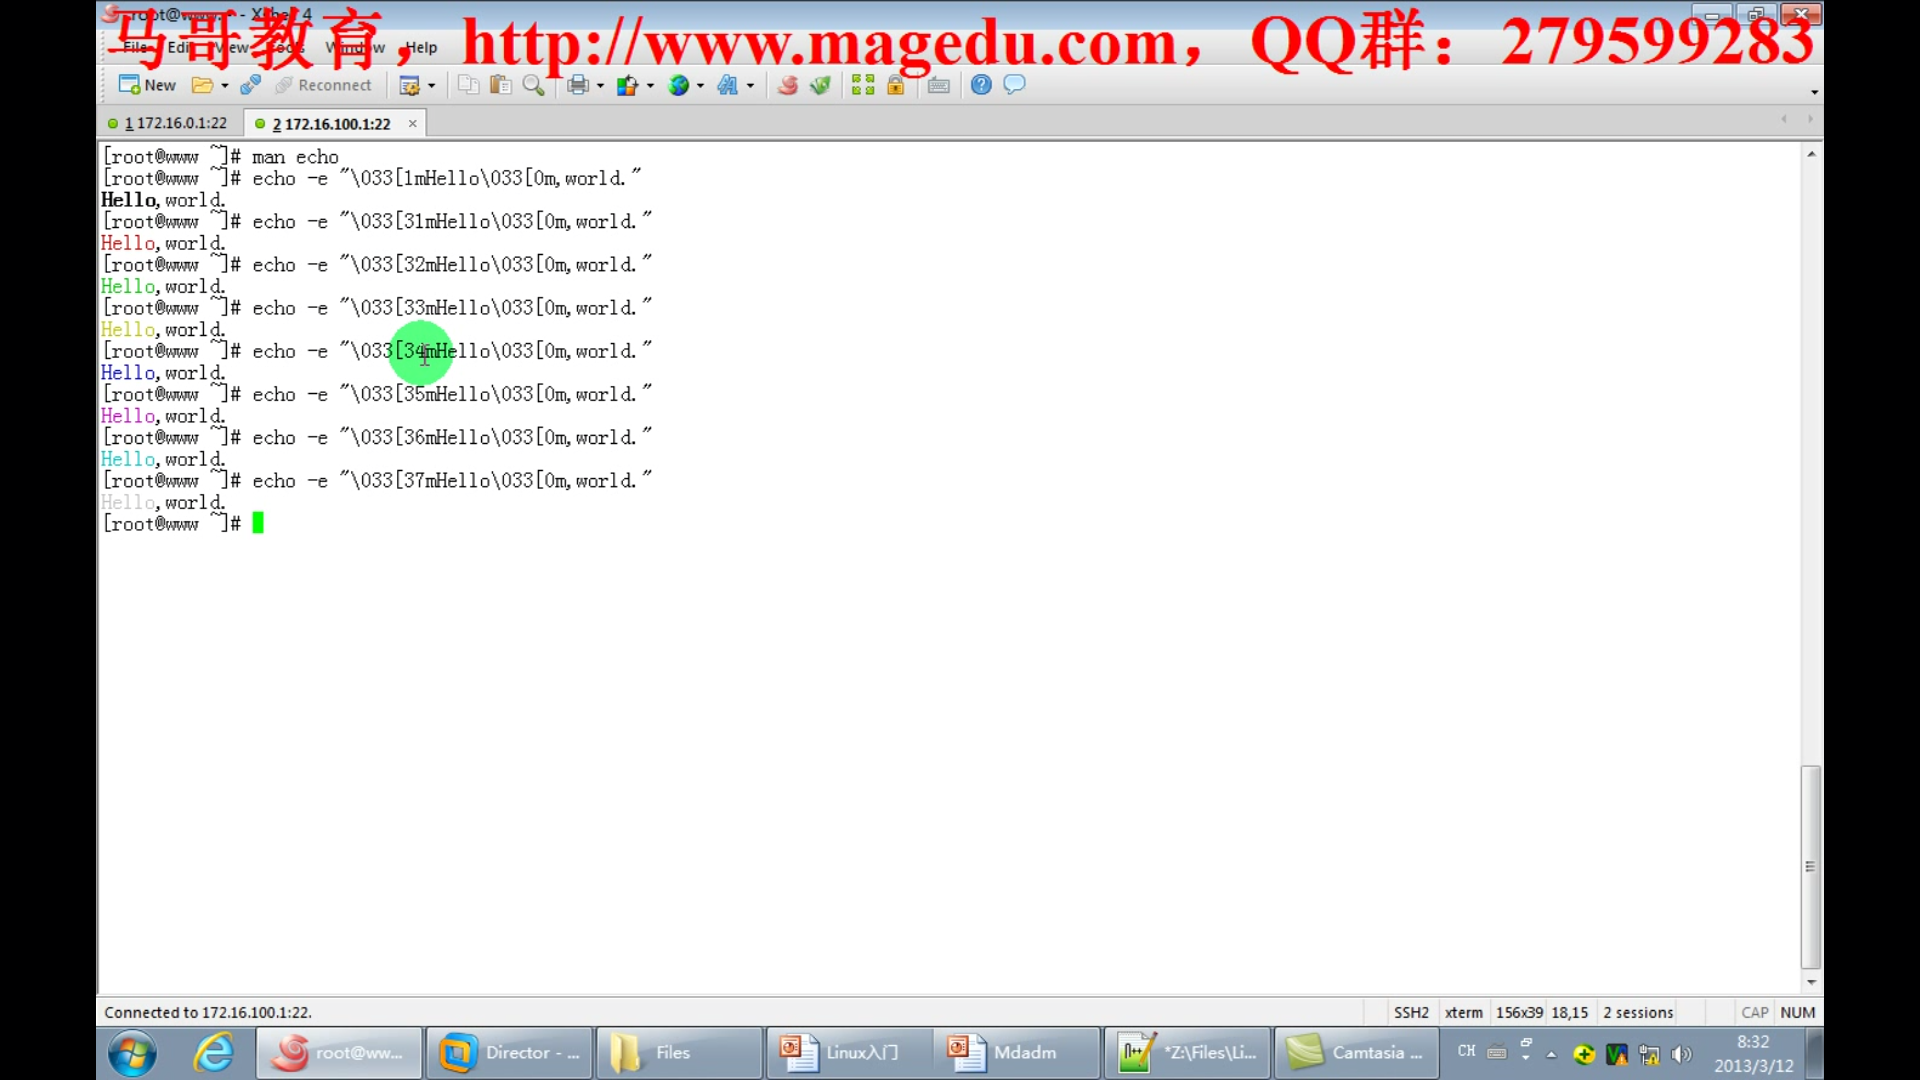 root@www - Xshell 4
马哥教育，http://www.magedu.com，QQ群：279599283
File Edit View Tools Window Help
New Reconnect
1 172.16.0.1:22 2 172.16.100.1:22
[root@www ~]# man echo
[root@www ~]# echo -e "\033[1mHello\033[0m,world."
Hello,world.
[root@www ~]# echo -e "\033[31mHello\033[0m,world."
Hello,world.
[root@www ~]# echo -e "\033[32mHello\033[0m,world."
Hello,world.
[root@www ~]# echo -e "\033[33mHello\033[0m,world."
Hello,world.
[root@www ~]# echo -e "\033[34mHello\033[0m,world."
Hello,world.
[root@www ~]# echo -e "\033[35mHello\033[0m,world."
Hello,world.
[root@www ~]# echo -e "\033[36mHello\033[0m,world."
Hello,world.
[root@www ~]# echo -e "\033[37mHello\033[0m,world."
Hello,world.
[root@www ~]#
Connected to 172.16.100.1:22. SSH2 xterm 156x39 18,15 2 sessions CAP NUM
root@ww... Director - ... Files Linux入门 Mdadm *Z:\Files\Li... Camtasia ... CH 8:32
2013/3/12